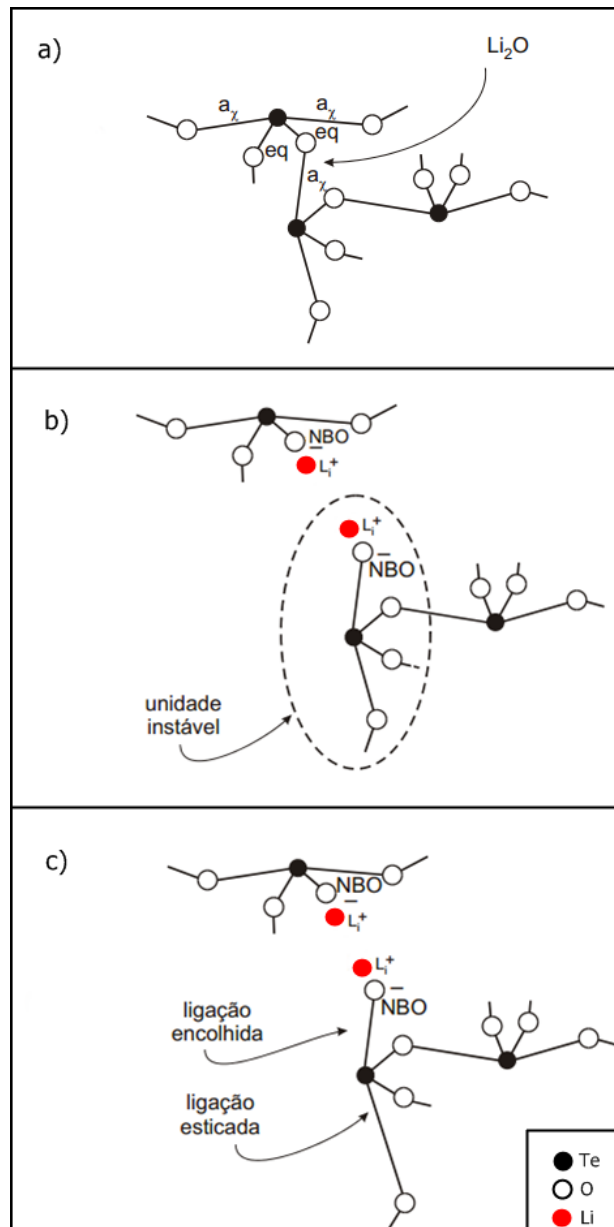 a)
Li₂O
aχ
aχ
eq
eq
aχ
b)
NBO
−
Li⁺
Li⁺
−
NBO
unidade
instável
c)
NBO
−
Li⁺
Li⁺
−
NBO
ligação
encolhida
ligação
esticada
Te
O
Li